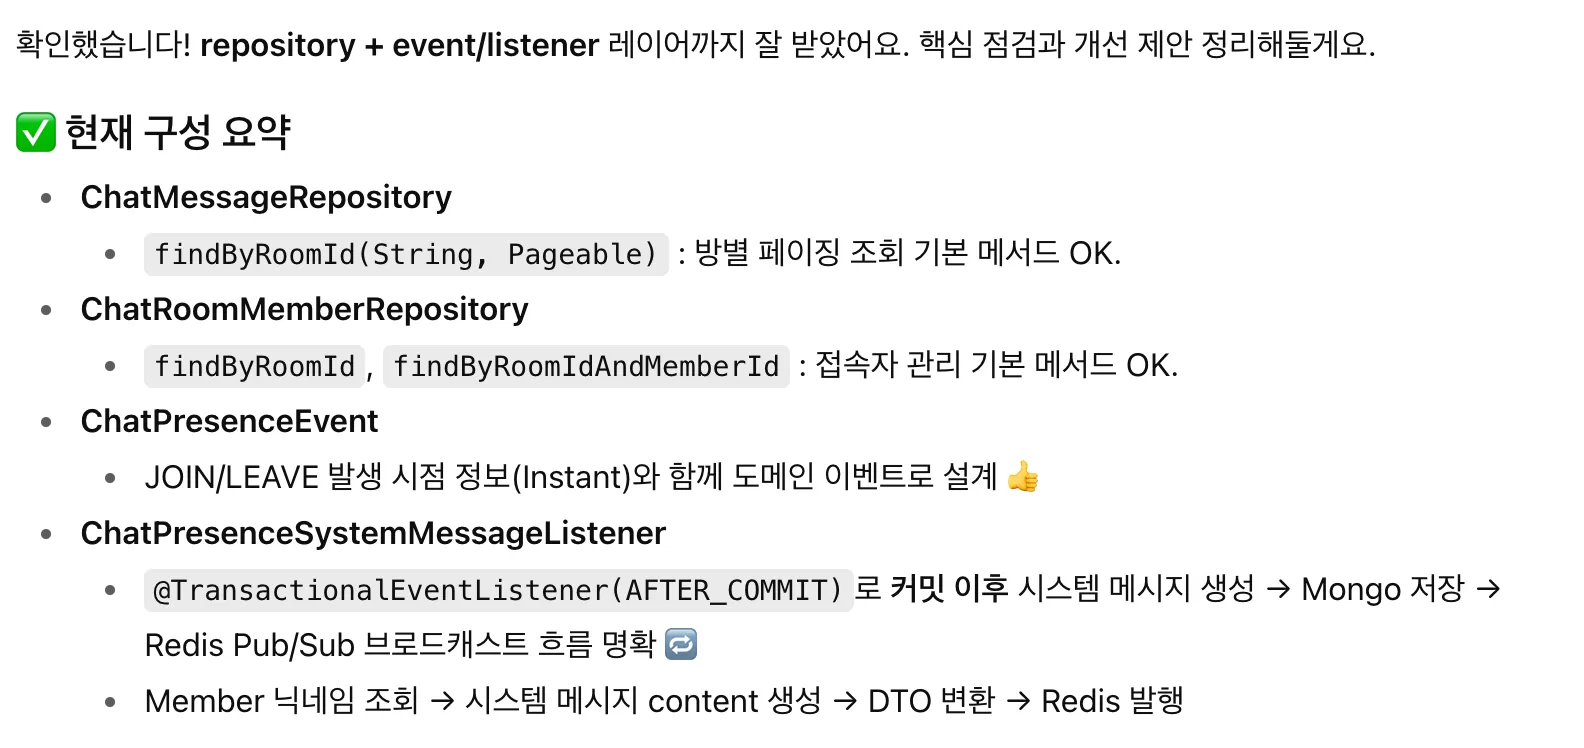 확인했습니다! repository + event/listener 레이어까지 잘 받았어요. 핵심 점검과 개선 제안 정리해둘게요.
✅ 현재 구성 요약
• ChatMessageRepository
• findByRoomId(String, Pageable) : 방별 페이징 조회 기본 메서드 OK.
• ChatRoomMemberRepository
• findByRoomId, findByRoomIdAndMemberId : 접속자 관리 기본 메서드 OK.
• ChatPresenceEvent
• JOIN/LEAVE 발생 시점 정보(Instant)와 함께 도메인 이벤트로 설계 👍
• ChatPresenceSystemMessageListener
• @TransactionalEventListener(AFTER_COMMIT)로 커밋 이후 시스템 메시지 생성 → Mongo 저장 →
Redis Pub/Sub 브로드캐스트 흐름 명확 🔁
• Member 닉네임 조회 → 시스템 메시지 content 생성 → DTO 변환 → Redis 발행